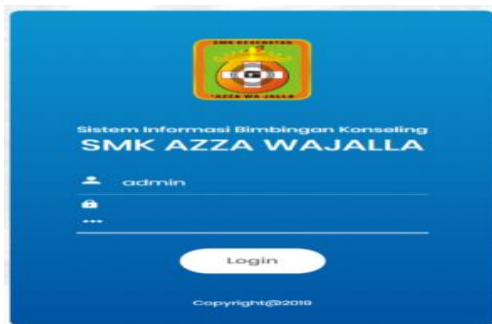 SMK KESEHATAN
'AZZA WA JALLA
Sistem Informasi Bimbingan Konseling
SMK AZZA WAJALLA
admin
•••
Login
Copyright@2019